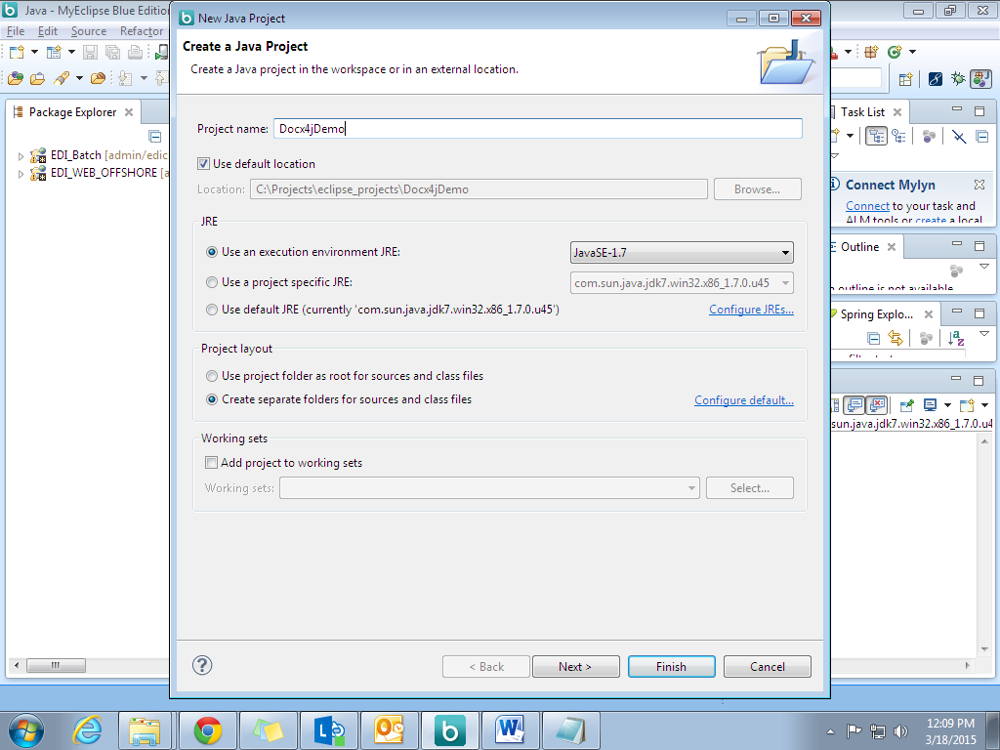 Java - MyEclipse Blue Edition
New Java Project
File Edit Source Refactor
Create a Java Project
Create a Java project in the workspace or in an external location.
Package Explorer
Task List
Project name: Docx4jDemo
EDI_Batch [admin/edic
EDI_WEB_OFFSHORE [a
Use default location
Location: C:\Projects\eclipse_projects\Docx4jDemo Browse...
Connect Mylyn
Connect to your task and
ALM tools or create a local
JRE
Use an execution environment JRE: JavaSE-1.7
Outline
Use a project specific JRE: com.sun.java.jdk7.win32.x86_1.7.0.u45
n outline is not available
Use default JRE (currently 'com.sun.java.jdk7.win32.x86_1.7.0.u45') Configure JREs...
Spring Explo...
Project layout
Use project folder as root for sources and class files
Create separate folders for sources and class files Configure default...
sun.java.jdk7.win32.x86_1.7.0.u4
Working sets
Add project to working sets
Working sets: Select...
< Back Next > Finish Cancel
12:09 PM
3/18/2015